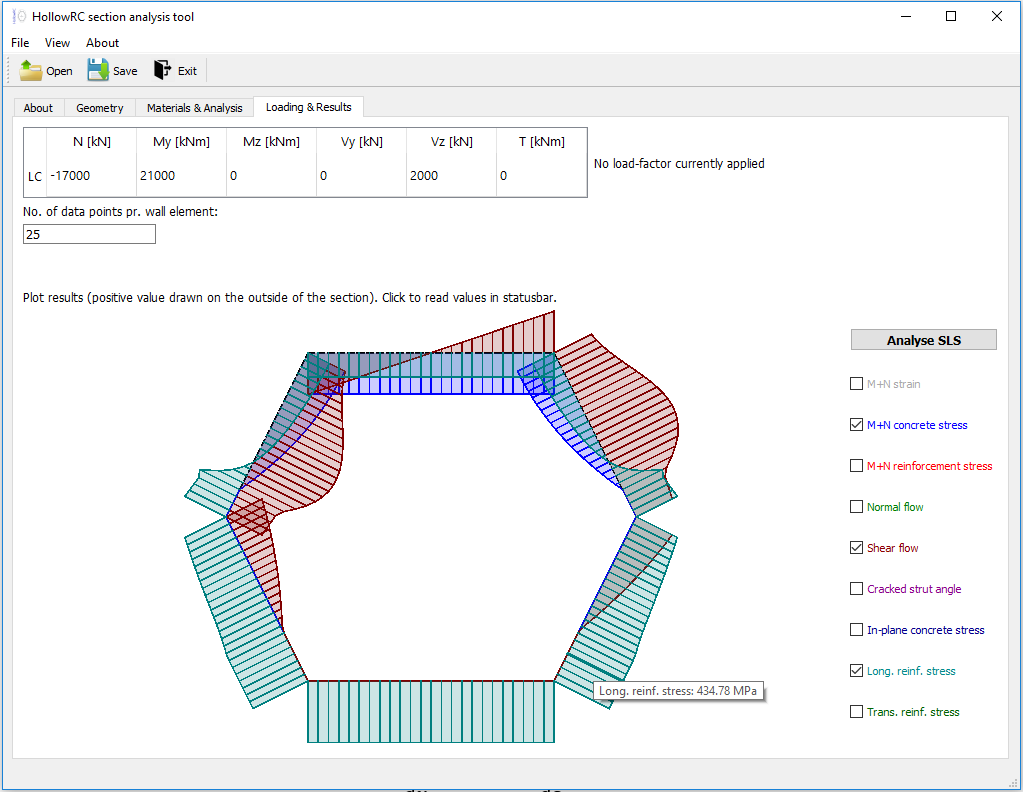 HollowRC section analysis tool
File View About
Open Save Exit
About Geometry Materials & Analysis Loading & Results
N [kN] My [kNm] Mz [kNm] Vy [kN] Vz [kN] T [kNm]
LC -17000 21000 0 0 2000 0
No load-factor currently applied
No. of data points pr. wall element:
25
Plot results (positive value drawn on the outside of the section). Click to read values in statusbar.
Analyse SLS
M+N strain
M+N concrete stress
M+N reinforcement stress
Normal flow
Shear flow
Cracked strut angle
In-plane concrete stress
Long. reinf. stress
Trans. reinf. stress
Long. reinf. stress: 434.78 MPa